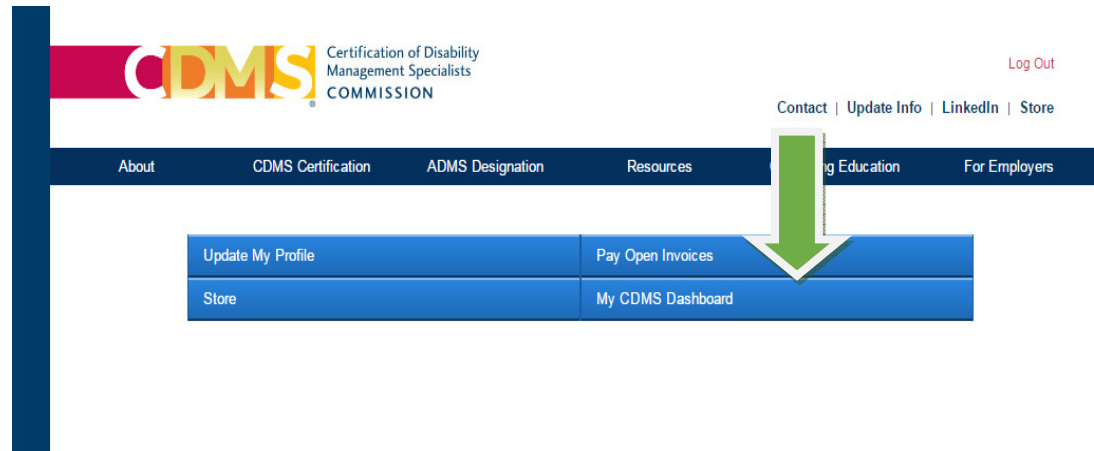 CDMS Certification of Disability
Management Specialists
COMMISSION
®
Log Out
Contact | Update Info | LinkedIn | Store
About CDMS Certification ADMS Designation Resources Education For Employers
Update My Profile Pay Open Invoices
Store My CDMS Dashboard